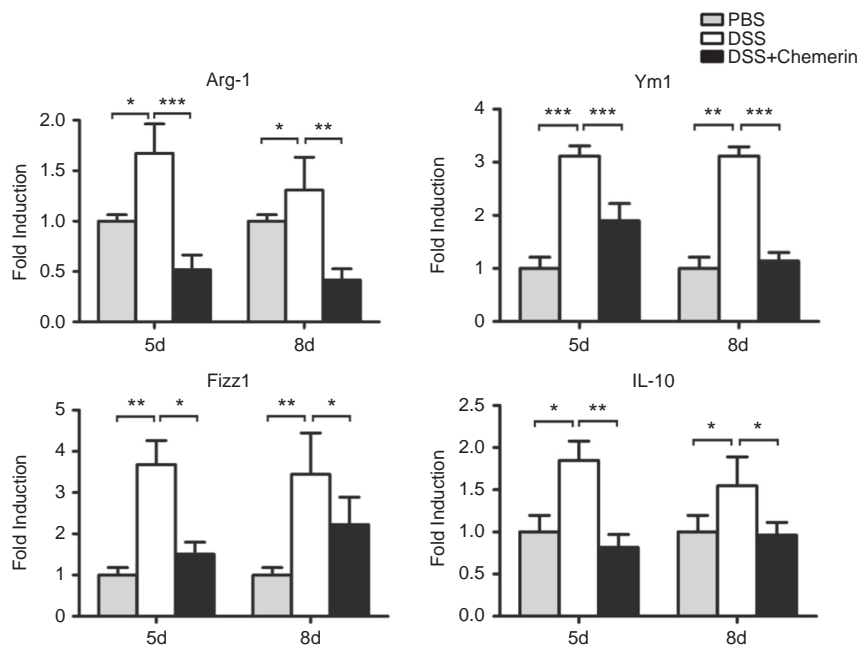 PBS
DSS
DSS+Chemerin
Arg-1
* *** * **
2.0
1.5
1.0
0.5
0.0
Fold Induction
5d 8d
Ym1
*** *** ** ***
4
3
2
1
0
Fold Induction
5d 8d
Fizz1
** * ** *
5
4
3
2
1
0
Fold Induction
5d 8d
IL-10
* ** * *
2.5
2.0
1.5
1.0
0.5
0.0
Fold Induction
5d 8d